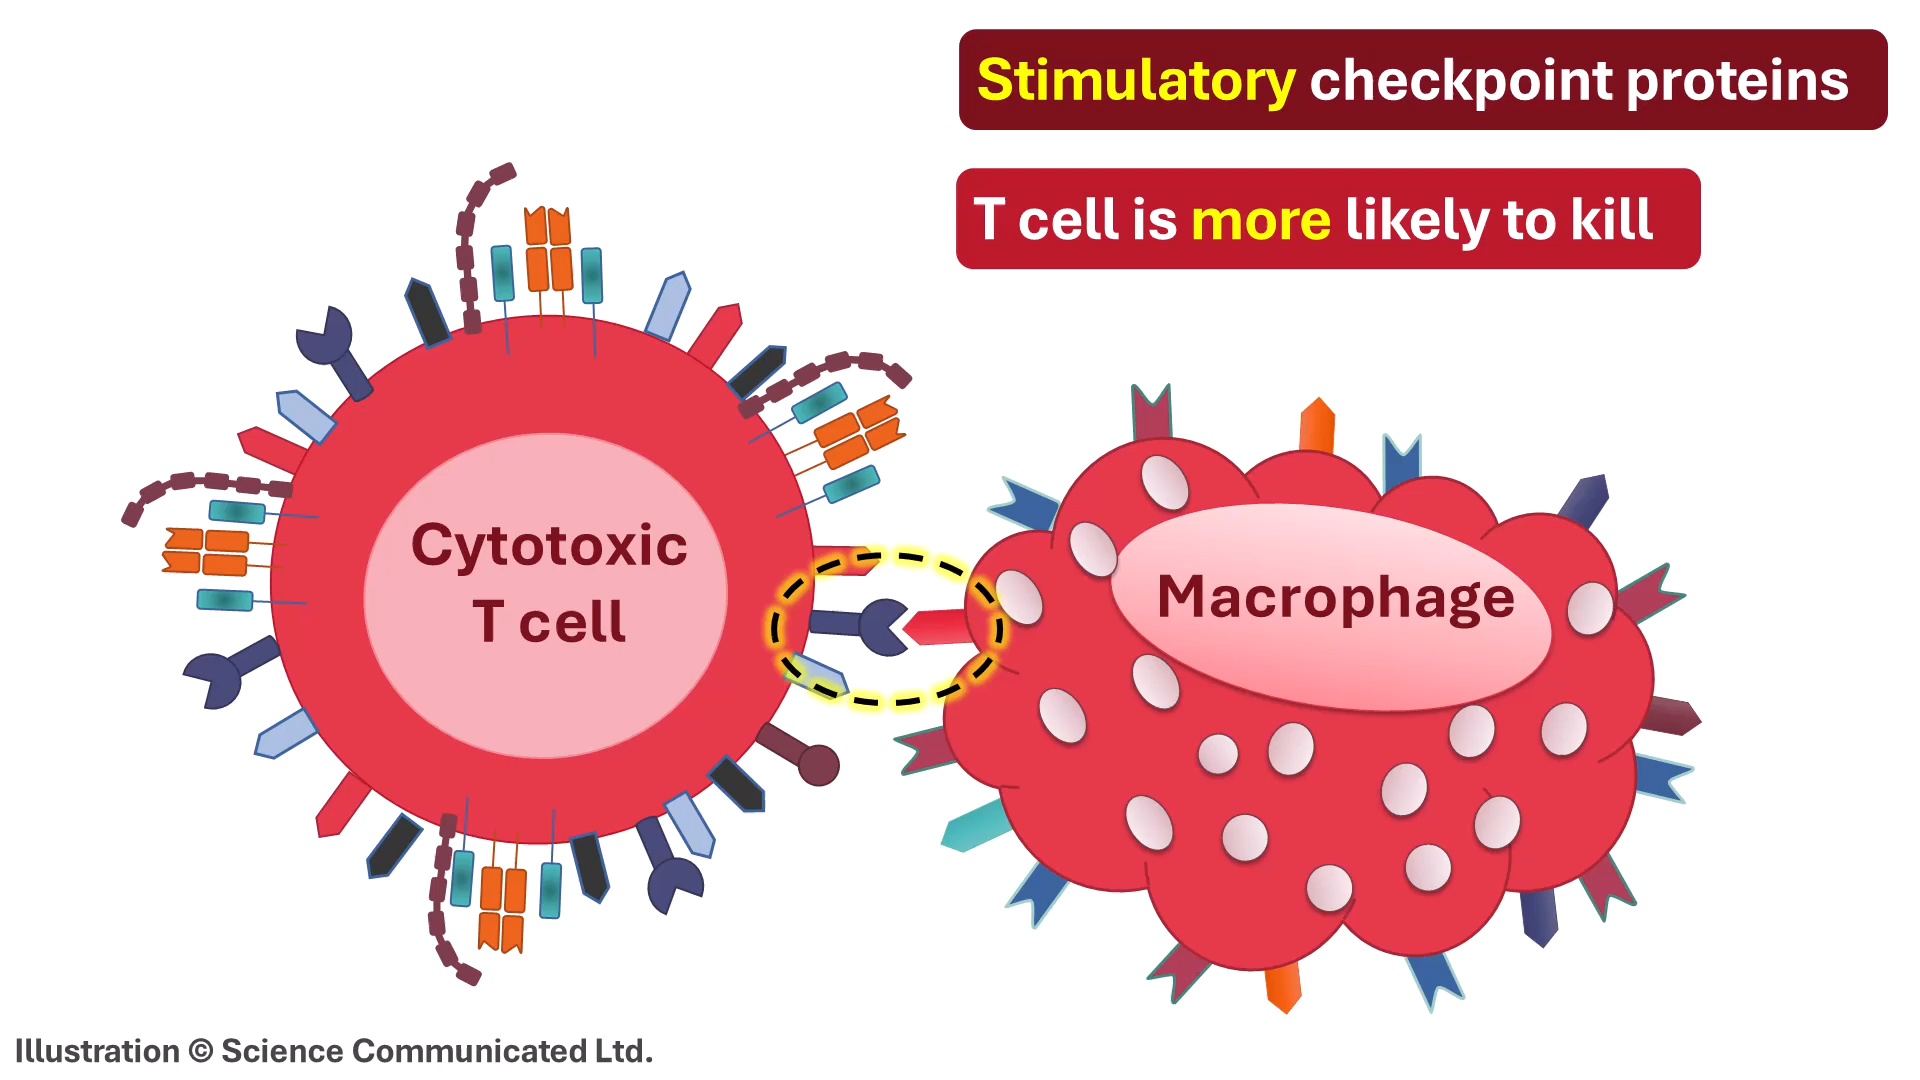 Stimulatory checkpoint proteins
T cell is more likely to kill
Cytotoxic
T cell
Macrophage
Illustration © Science Communicated Ltd.